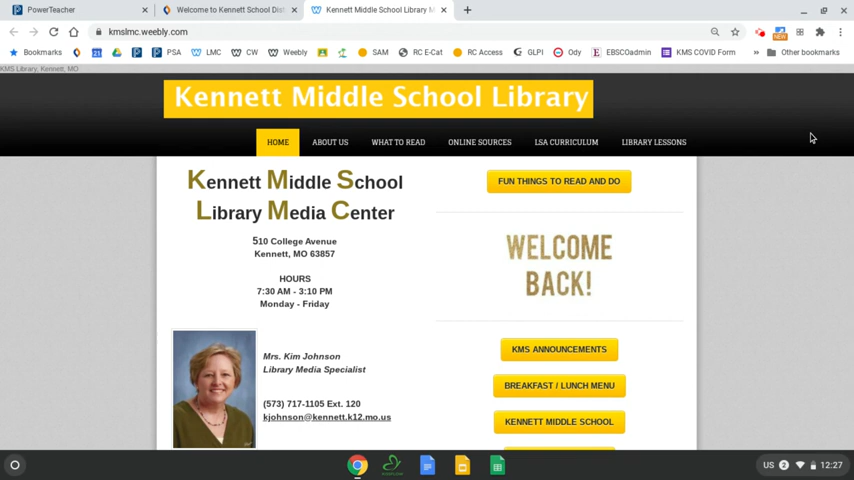 PowerTeacher
Welcome to Kennett School Dist
Kennett Middle School Library M
kmslmc.weebly.com
Bookmarks
21
PSA
LMC
CW
Weebly
SAM
RC E-Cat
RC Access
GLPI
Ody
EBSCOadmin
KMS COVID Form
Other bookmarks
NEW
KMS Library, Kennett, MO
Kennett Middle School Library
HOME
ABOUT US
WHAT TO READ
ONLINE SOURCES
LSA CURRICULUM
LIBRARY LESSONS
Kennett Middle School
Library Media Center
510 College Avenue
Kennett, MO 63857
HOURS
7:30 AM - 3:10 PM
Monday - Friday
Mrs. Kim Johnson
Library Media Specialist
(573) 717-1105 Ext. 120
kjohnson@kennett.k12.mo.us
FUN THINGS TO READ AND DO
WELCOME
BACK!
KMS ANNOUNCEMENTS
BREAKFAST / LUNCH MENU
KENNETT MIDDLE SCHOOL
US
2
12:27